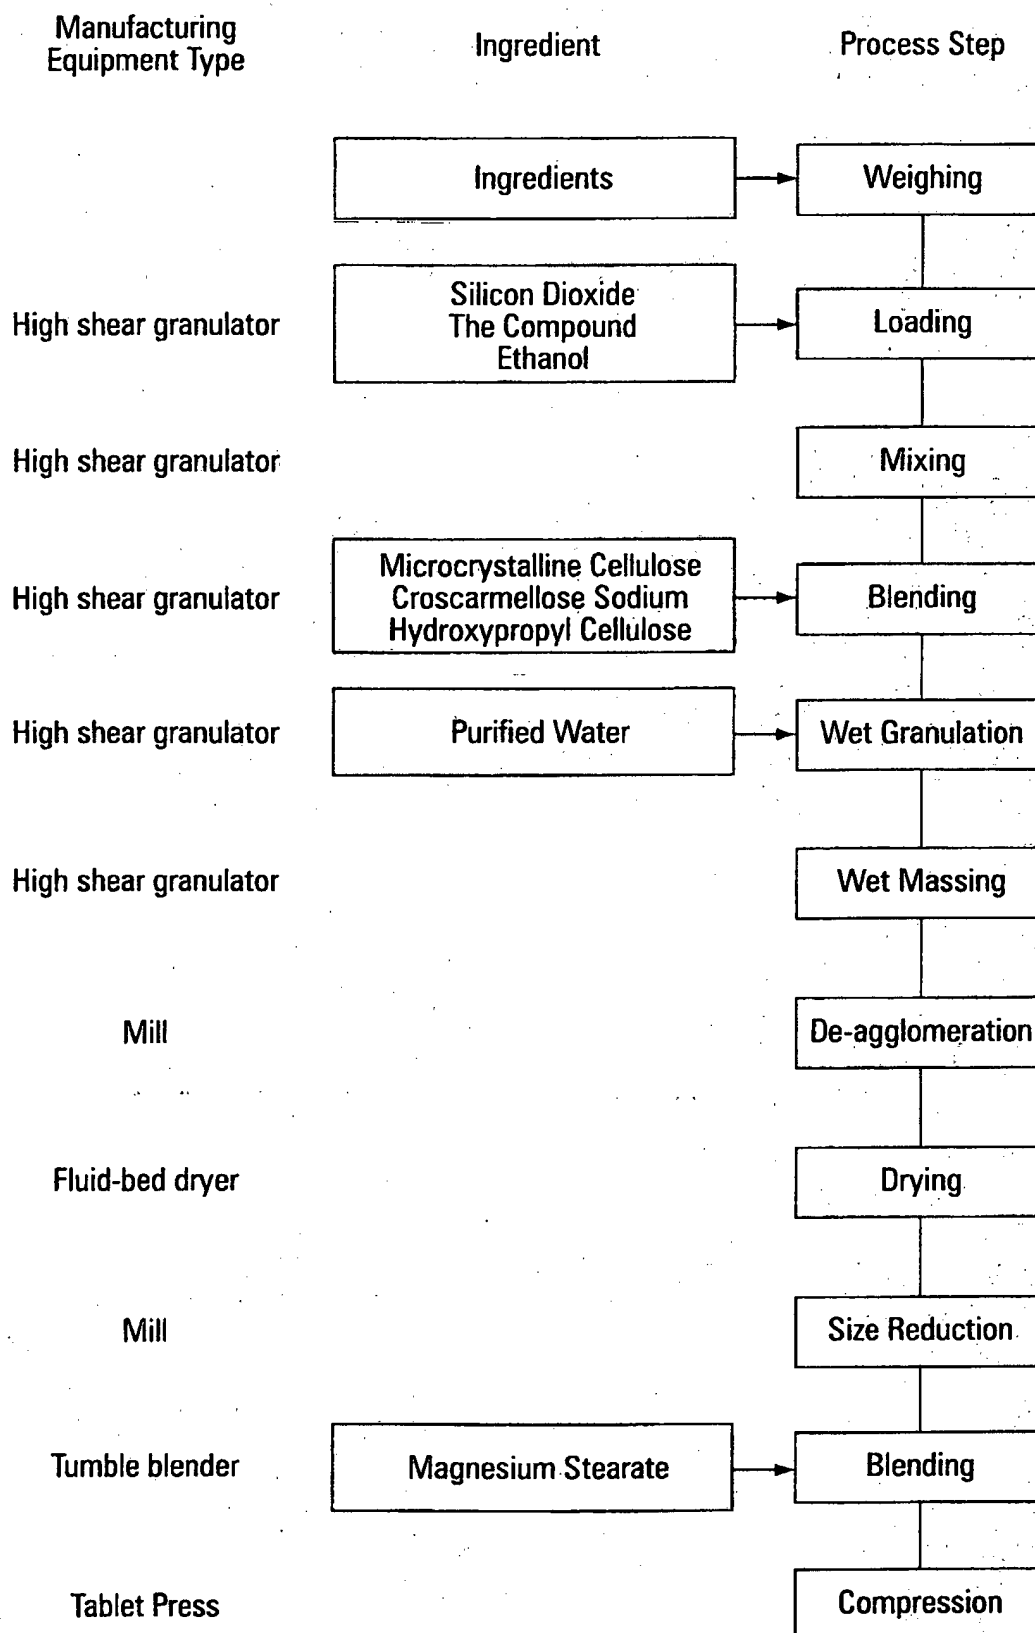 Manufacturing
Equipment Type
Ingredient
Process Step
Ingredients
Weighing
High shear granulator
Silicon Dioxide
The Compound
Ethanol
Loading
High shear granulator
Mixing
High shear granulator
Microcrystalline Cellulose
Croscarmellose Sodium
Hydroxypropyl Cellulose
Blending
High shear granulator
Purified Water
Wet Granulation
High shear granulator
Wet Massing
Mill
De-agglomeration
Fluid-bed dryer
Drying
Mill
Size Reduction
Tumble blender
Magnesium Stearate
Blending
Tablet Press
Compression